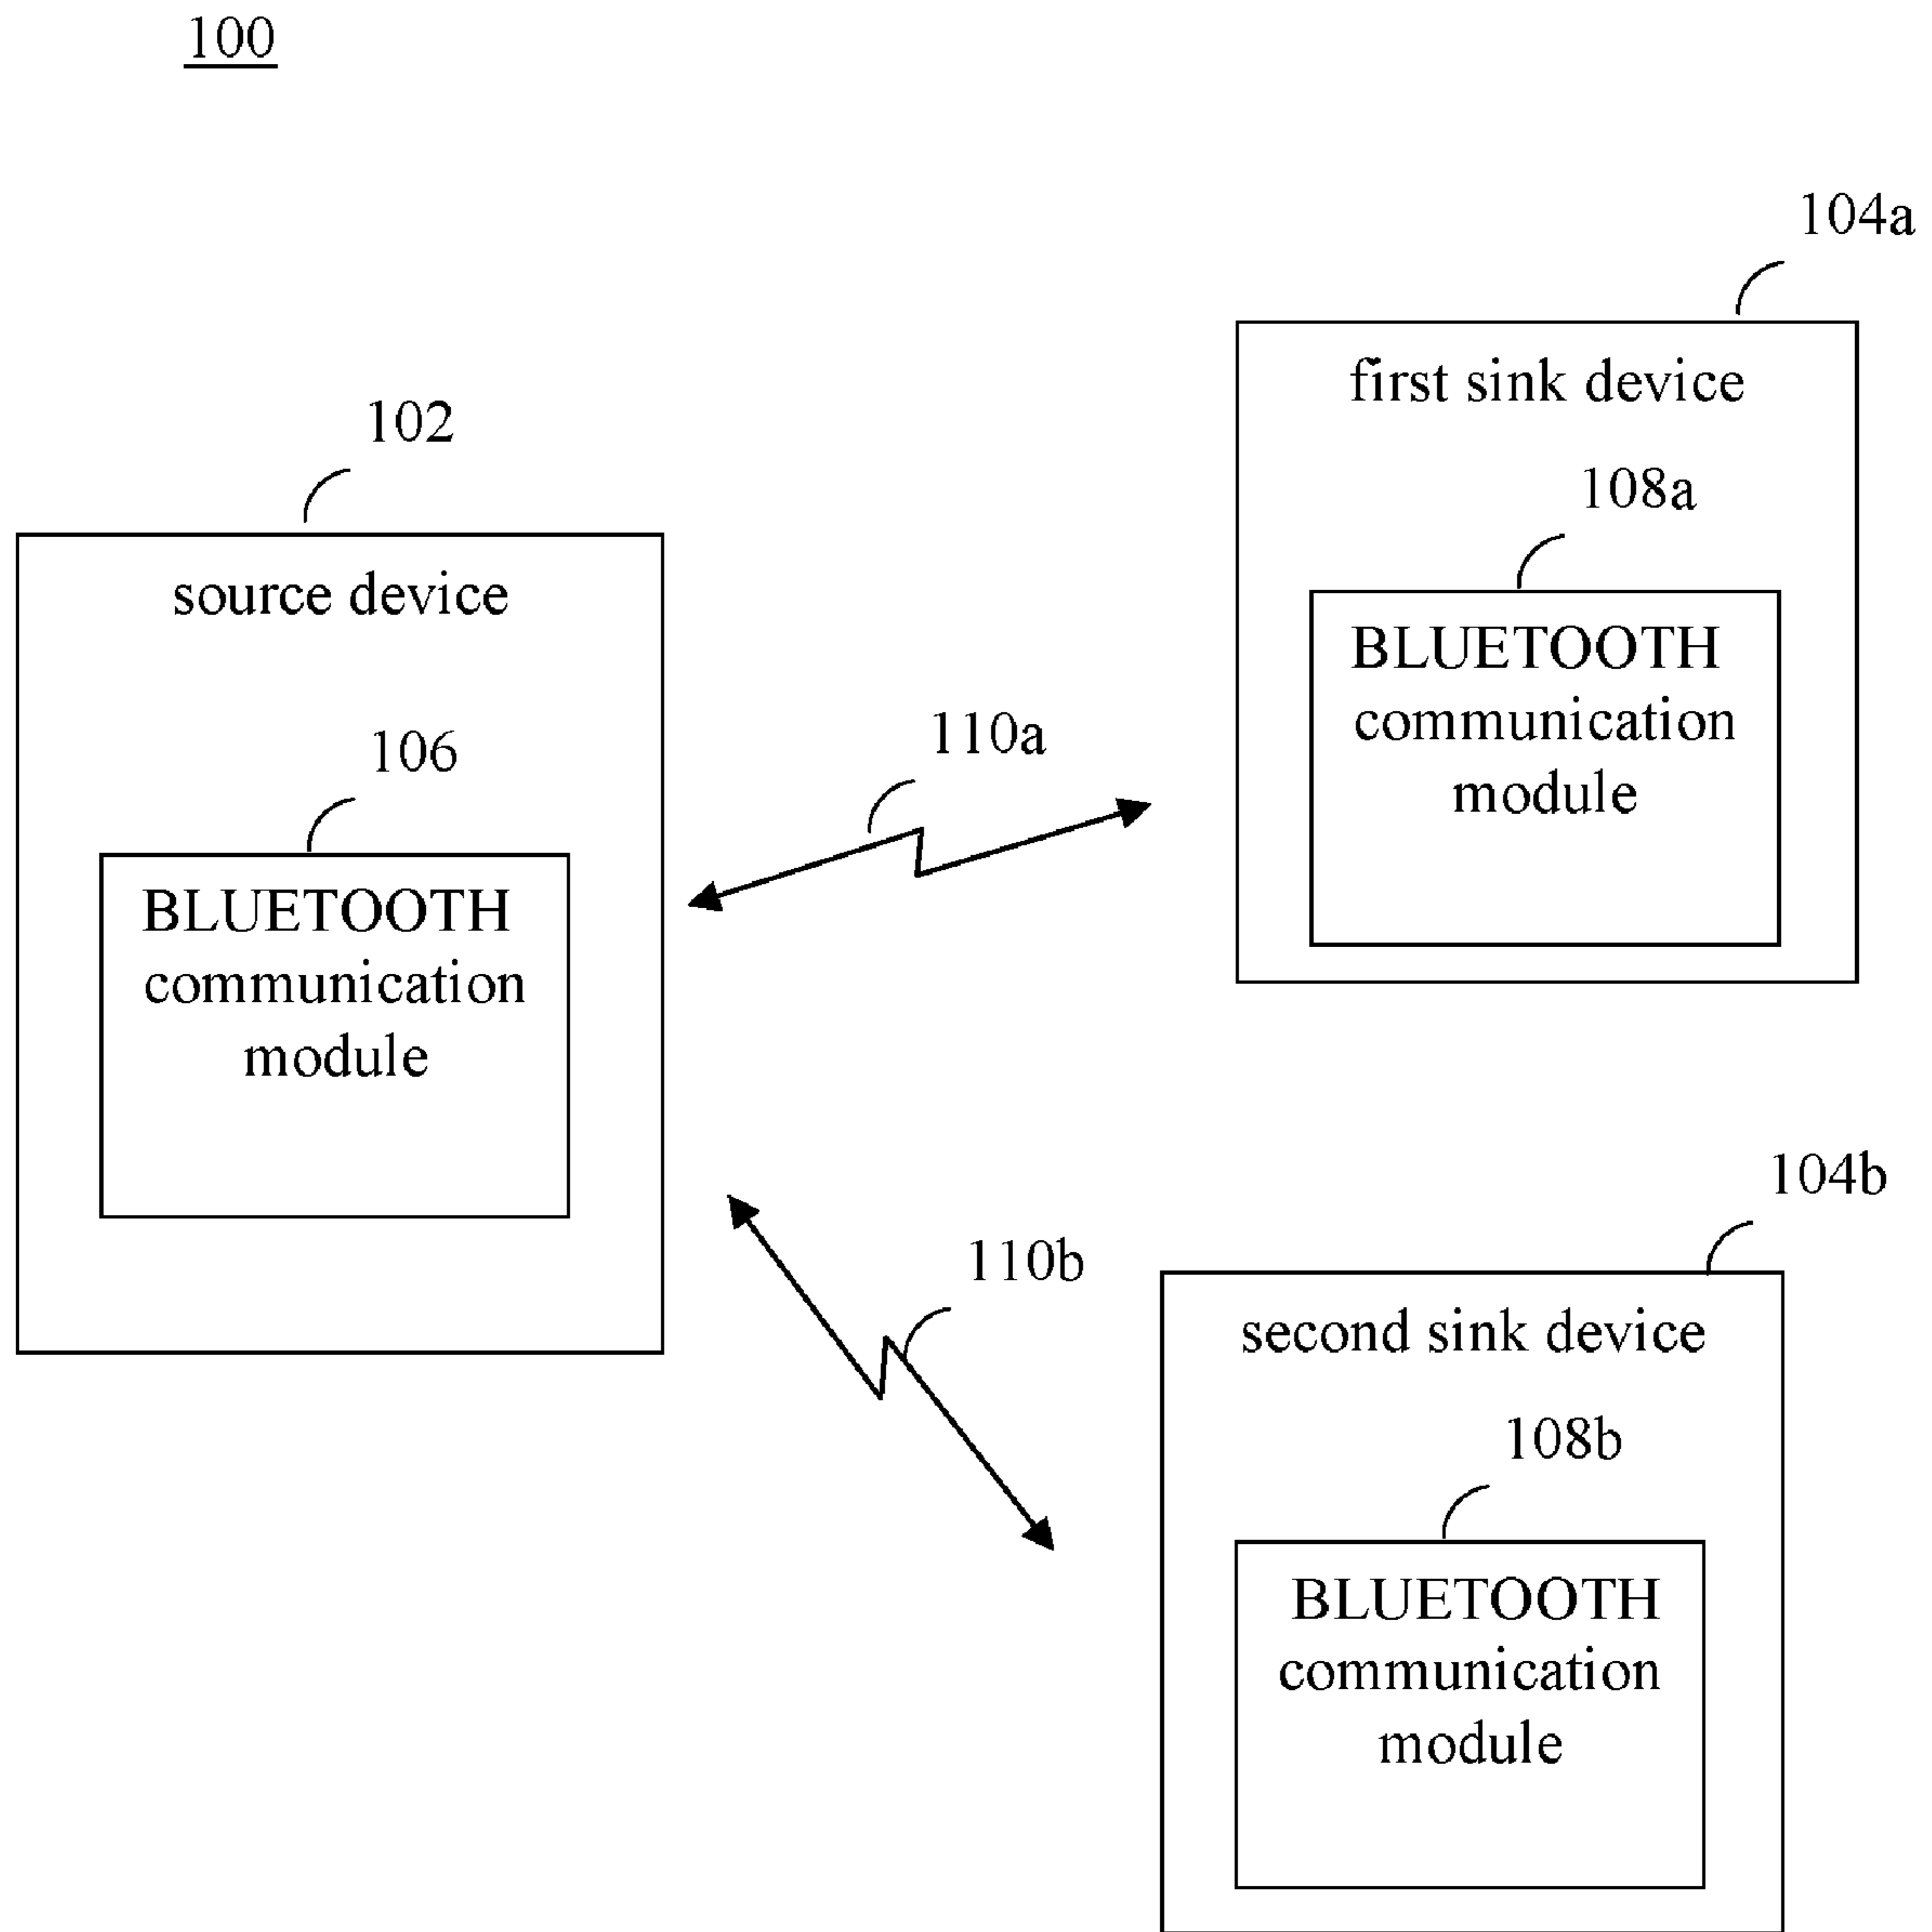 100
104a
first sink device
102
108a
source device
BLUETOOTH
communication
module
110a
106
BLUETOOTH
communication
module
104b
110b
second sink device
108b
BLUETOOTH
communication
module